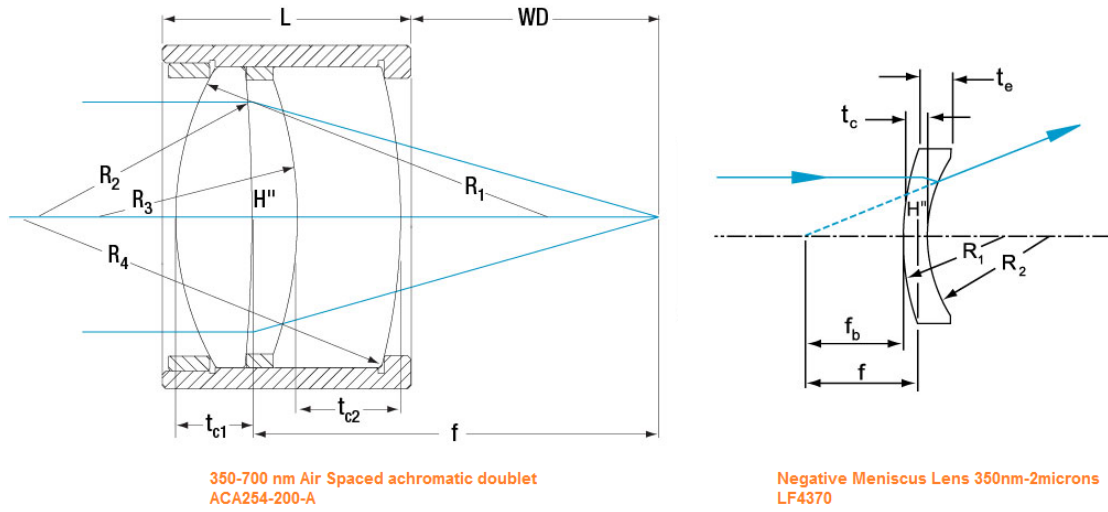 L
WD
R2
R3
H"
R1
R4
tc1
tc2
f
te
tc
H"
R1
R2
fb
f
350-700 nm Air Spaced achromatic doublet
ACA254-200-A
Negative Meniscus Lens 350nm-2microns
LF4370